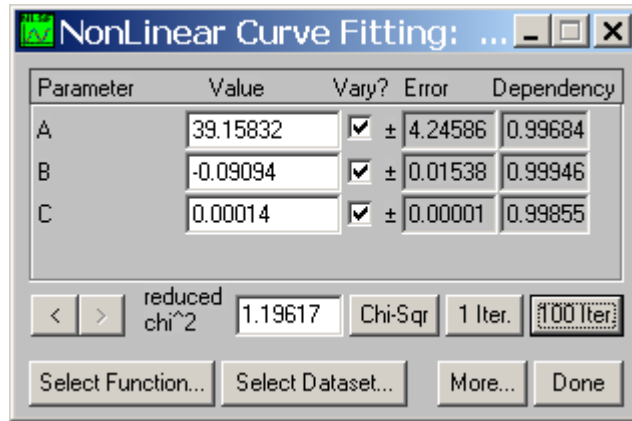 NonLinear Curve Fitting: ...
Parameter Value Vary? Error Dependency
A 39.15832 ± 4.24586 0.99684
B -0.09094 ± 0.01538 0.99946
C 0.00014 ± 0.00001 0.99855
< > reduced chi^2 1.19617 Chi-Sqr 1 Iter. 100 Iter.
Select Function... Select Dataset... More... Done